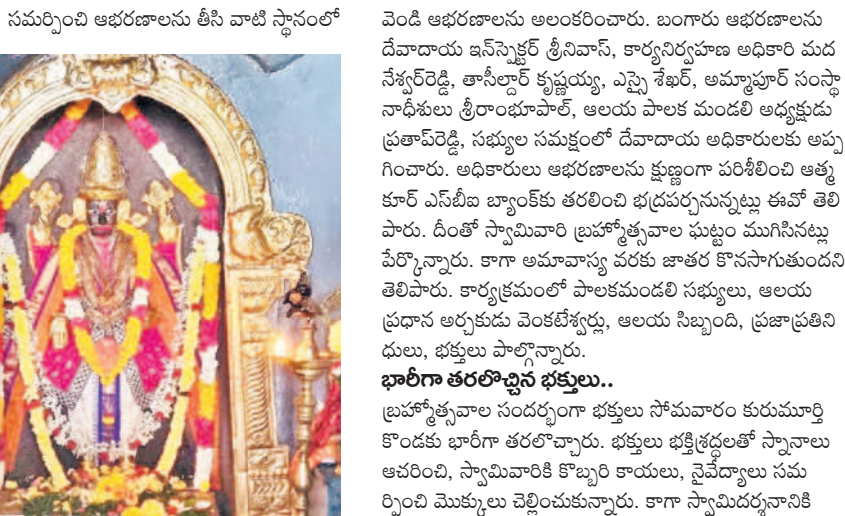 సమర్పించి ఆభరణాలను తీసి వాటి స్థానంలో
వెండి ఆభరణాలను అలంకరించారు. బంగారు ఆభరణాలను
దేవాదాయ ఇన్‌స్పెక్టర్ శ్రీనివాస్, కార్యనిర్వహణ అధికారి మద
నేశ్వర్‌రెడ్డి, తాసీల్దార్ కృష్ణయ్య, ఎస్సై శేఖర్, అమ్మాపూర్ సంస్థా
నాధీశులు శ్రీరాంభూపాల్, ఆలయ పాలక మండలి అధ్యక్షుడు
ప్రతాప్‌రెడ్డి, సభ్యుల సమక్షంలో దేవాదాయ అధికారులకు అప్ప
గించారు. అధికారులు ఆభరణాలను క్షుణ్ణంగా పరిశీలించి ఆత్మ
కూర్ ఎస్‌బీఐ బ్యాంక్‌కు తరలించి భద్రపర్చనున్నట్లు ఈవో తెలి
పారు. దీంతో స్వామివారి బ్రహ్మోత్సవాల ఘట్టం ముగిసినట్లు
పేర్కొన్నారు. కాగా అమావాస్య వరకు జాతర కొనసాగుతుందని
తెలిపారు. కార్యక్రమంలో పాలకమండలి సభ్యులు, ఆలయ
ప్రధాన అర్చకుడు వెంకటేశ్వర్లు, ఆలయ సిబ్బంది, ప్రజాప్రతిని
ధులు, భక్తులు పాల్గొన్నారు.
భారీగా తరలొచ్చిన భక్తులు..
బ్రహ్మోత్సవాల సందర్భంగా భక్తులు సోమవారం కురుమూర్తి
కొండకు భారీగా తరలొచ్చారు. భక్తులు భక్తిశ్రద్ధలతో స్నానాలు
ఆచరించి, స్వామివారికి కొబ్బరి కాయలు, నైవేద్యాలు సమ
ర్పించి మొక్కులు చెల్లించుకున్నారు. కాగా స్వామిదర్శనానికి